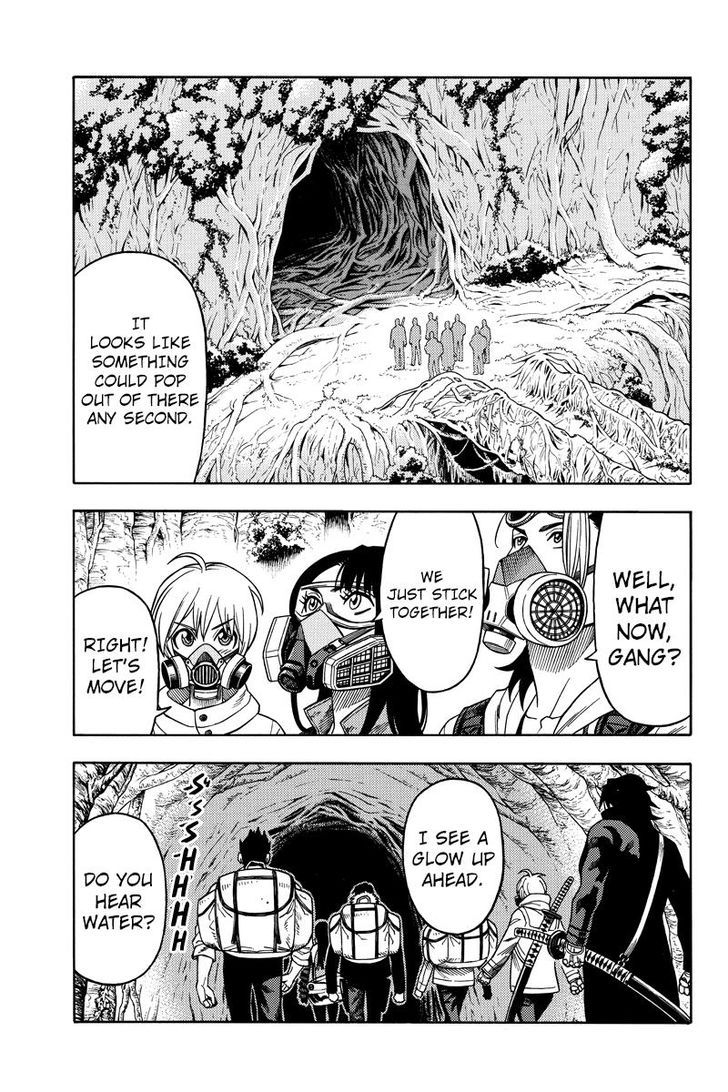 IT
LOOKS LIKE
SOMETHING
COULD POP
OUT OF THERE
ANY SECOND.
WELL,
WHAT
NOW,
GANG?
WE
JUST STICK
TOGETHER!
RIGHT!
LET'S
MOVE!
I SEE A
GLOW UP
AHEAD.
SSSHHHH
DO YOU
HEAR
WATER?